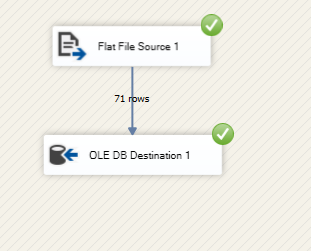 Flat File Source 1
71 rows
OLE DB Destination 1